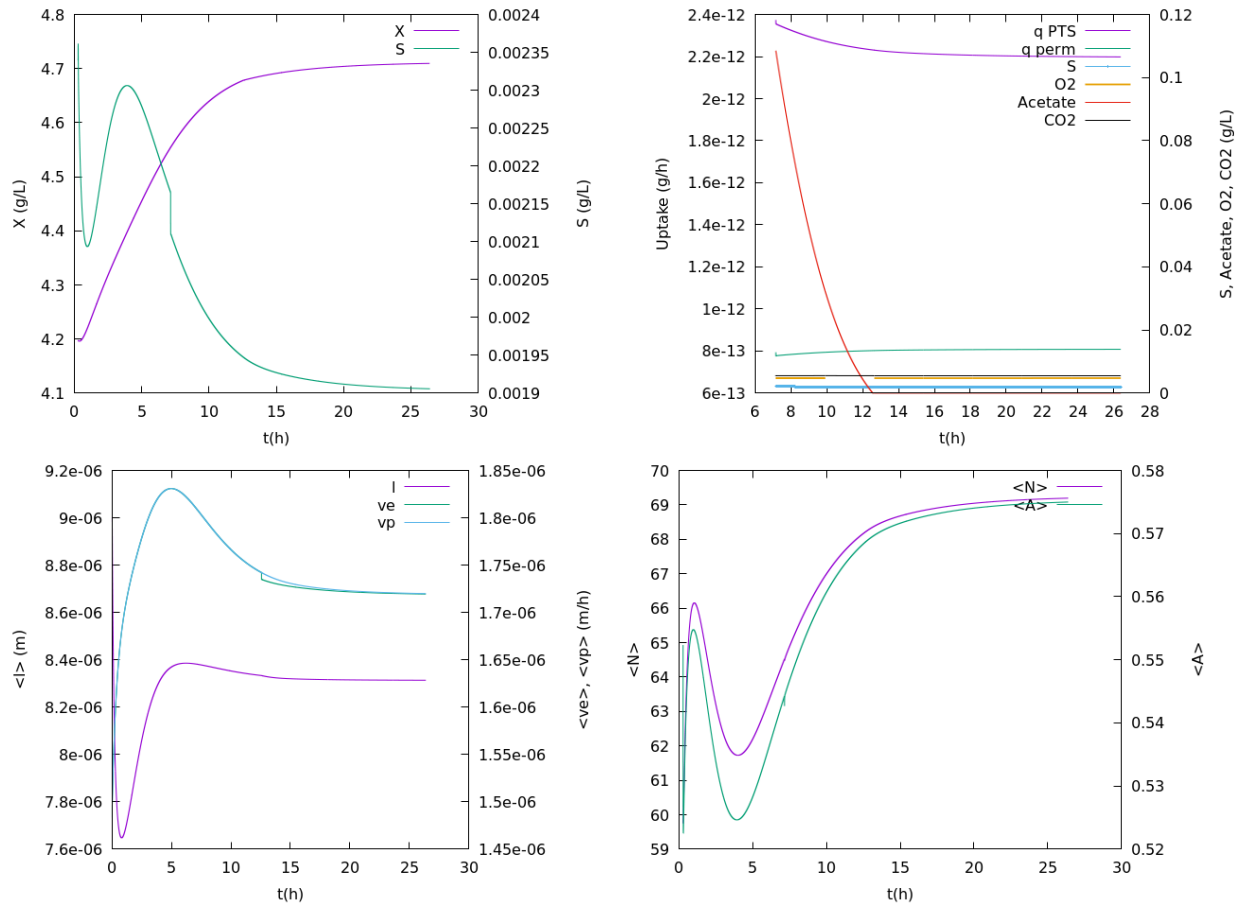 X
S
4.8
4.7
4.6
4.5
4.4
4.3
4.2
4.1
0.0024
0.00235
0.0023
0.00225
0.0022
0.00215
0.0021
0.00205
0.002
0.00195
0.0019
X (g/L)
S (g/L)
0 5 10 15 20 25 30
t(h)
q PTS
q perm
S
O2
Acetate
CO2
2.4e-12
2.2e-12
2e-12
1.8e-12
1.6e-12
1.4e-12
1.2e-12
1e-12
8e-13
6e-13
0.12
0.1
0.08
0.06
0.04
0.02
0
Uptake (g/h)
S, Acetate, O2, CO2 (g/L)
6 8 10 12 14 16 18 20 22 24 26 28
t(h)
l
ve
vp
9.2e-06
9e-06
8.8e-06
8.6e-06
8.4e-06
8.2e-06
8e-06
7.8e-06
7.6e-06
1.85e-06
1.8e-06
1.75e-06
1.7e-06
1.65e-06
1.6e-06
1.55e-06
1.5e-06
1.45e-06
<l> (m)
<ve>, <vp> (m/h)
0 5 10 15 20 25 30
t(h)
<N>
<A>
70
69
68
67
66
65
64
63
62
61
60
59
0.58
0.57
0.56
0.55
0.54
0.53
0.52
<N>
<A>
0 5 10 15 20 25 30
t(h)